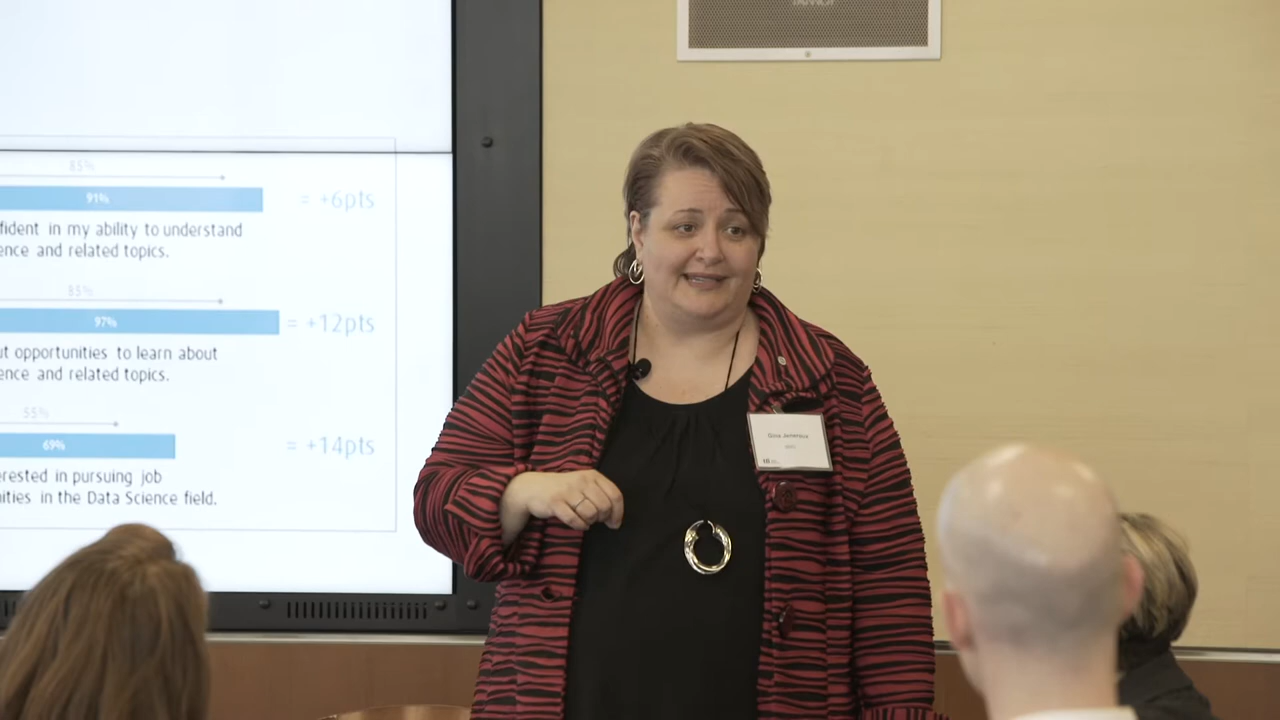 85%
91%
= +6pts
fident in my ability to understand
ence and related topics.
85%
97%
= +12pts
ut opportunities to learn about
ence and related topics.
55%
69%
= +14pts
erested in pursuing job
nities in the Data Science field.